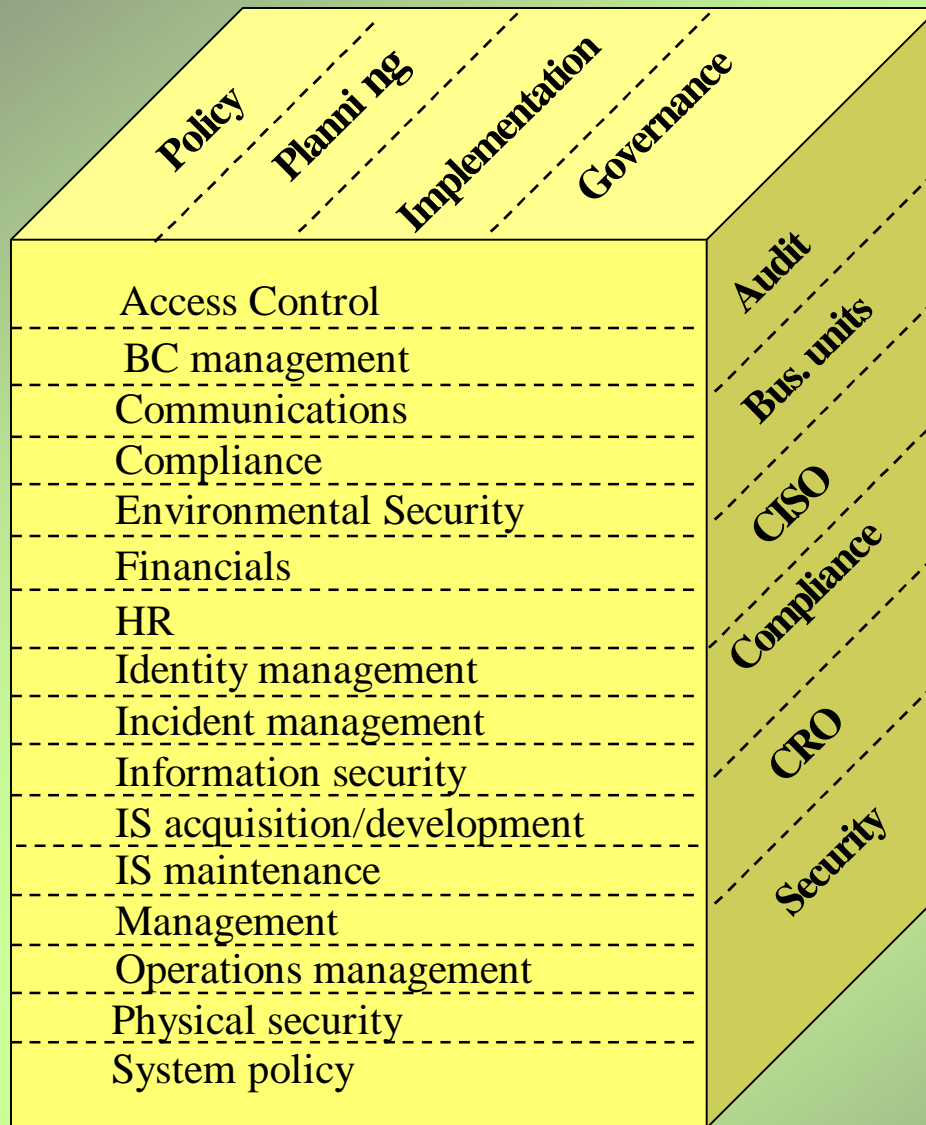 Policy
Planni ng
Implementation
Governance
Access Control
BC management
Communications
Compliance
Environmental Security
Financials
HR
Identity management
Incident management
Information security
IS acquisition/development
IS maintenance
Management
Operations management
Physical security
System policy
Audit
Bus. units
CISO
Compliance
CRO
Security